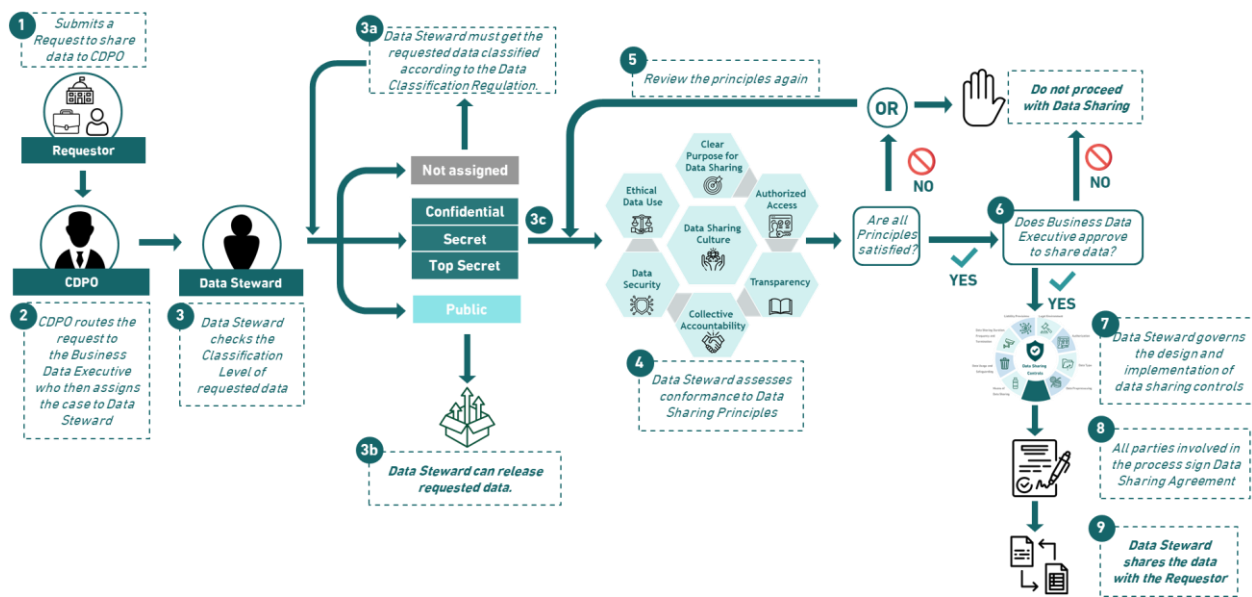 1
Submits a
Request to share
data to CDPO
Requestor
CDPO
2
CDPO routes the
request to
the Business
Data Executive
who then assigns
the case to Data
Steward
Data Steward
3
Data Steward
checks the
Classification
Level of
requested data
3a
Data Steward must get the
requested data classified
according to the Data
Classification Regulation.
Not assigned
Confidential
Secret
Top Secret
Public
3b
Data Steward can release
requested data.
3c
5
Review the principles again
Clear
Purpose for
Data Sharing
Ethical
Data Use
Authorized
Access
Data Sharing
Culture
Data
Security
Transparency
Collective
Accountability
4
Data Steward assesses
conformance to Data
Sharing Principles
OR
NO
Are all
Principles
satisfied?
YES
Do not proceed
with Data Sharing
NO
6
Does Business Data
Executive approve
to share data?
YES
Data Sharing
Controls
7
Data Steward governs
the design and
implementation of
data sharing controls
8
All parties involved in
the process sign Data
Sharing Agreement
9
Data Steward
shares the data
with the Requestor